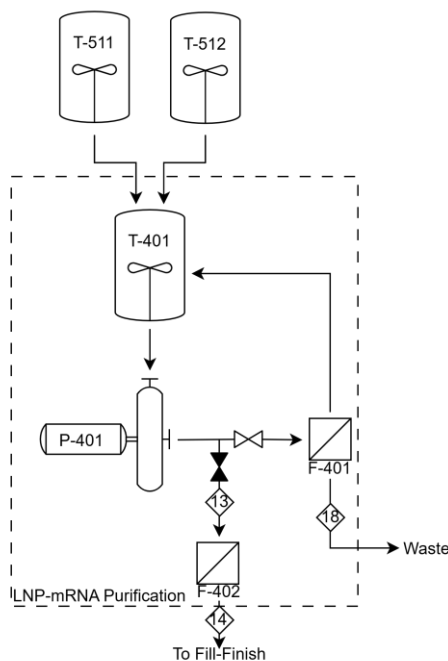 T-511
T-512
T-401
P-401
F-401
13
18
Waste
F-402
LNP-mRNA Purification
14
To Fill-Finish